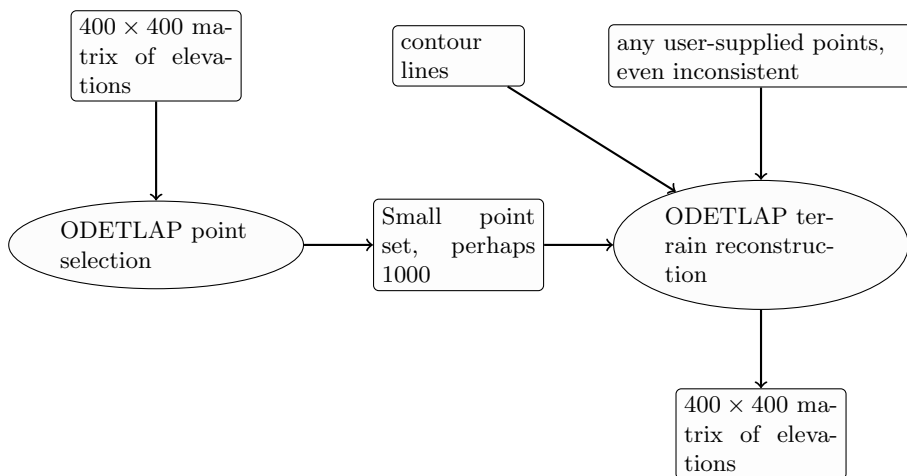 400 × 400 ma-
trix of eleva-
tions
contour
lines
any user-supplied points,
even inconsistent
ODETLAP point
selection
Small point
set, perhaps
1000
ODETLAP ter-
rain reconstruc-
tion
400 × 400 ma-
trix of eleva-
tions